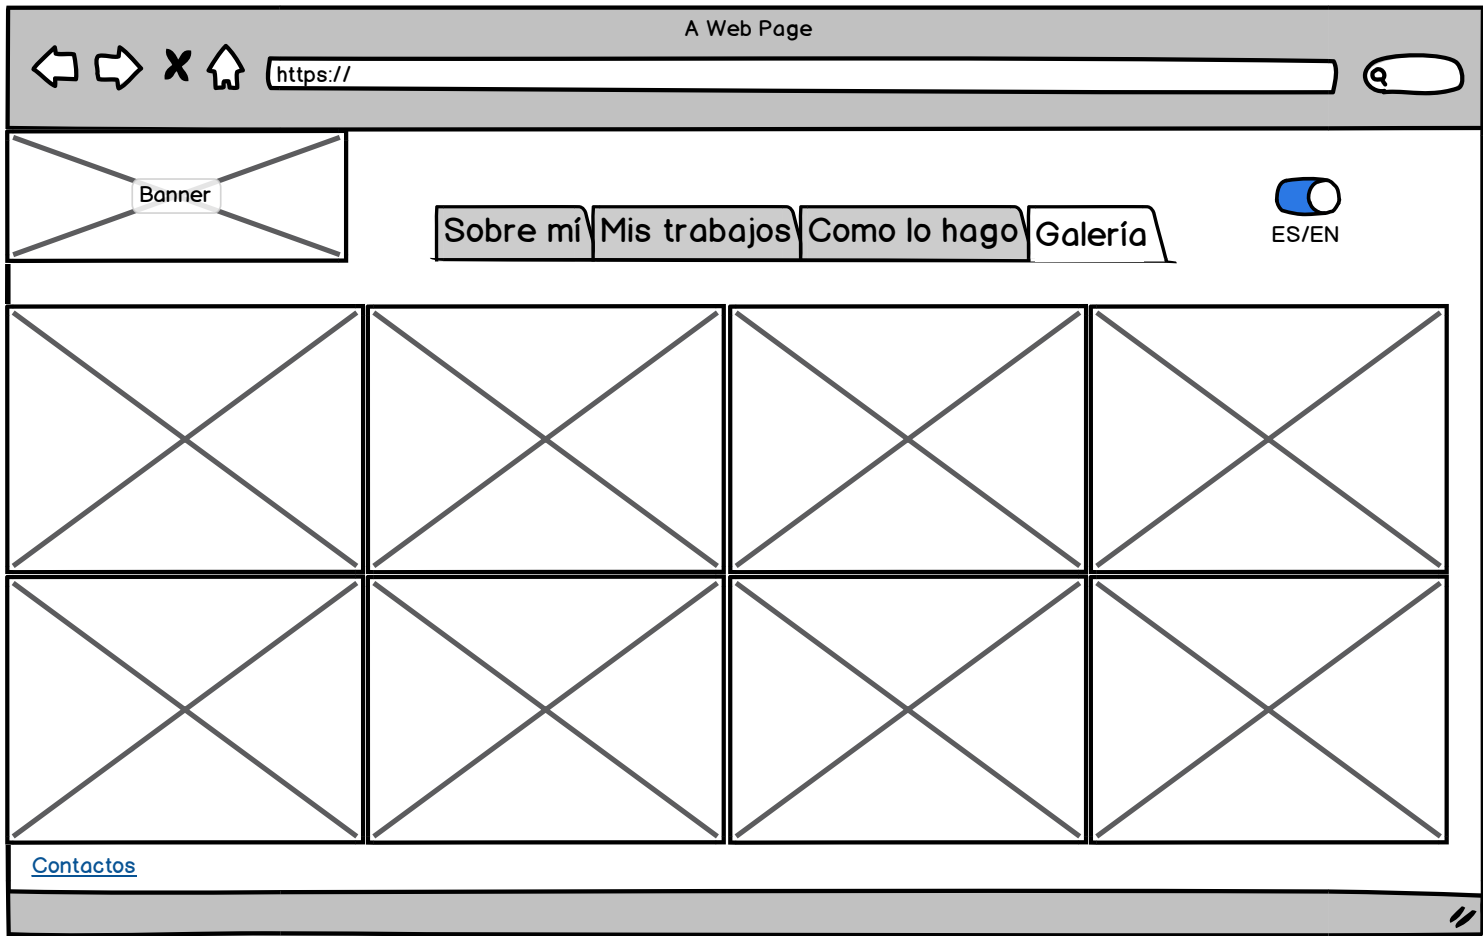 A Web Page
https://
Banner
Sobre mí
Mis trabajos
Como lo hago
Galería
ES/EN
Contactos